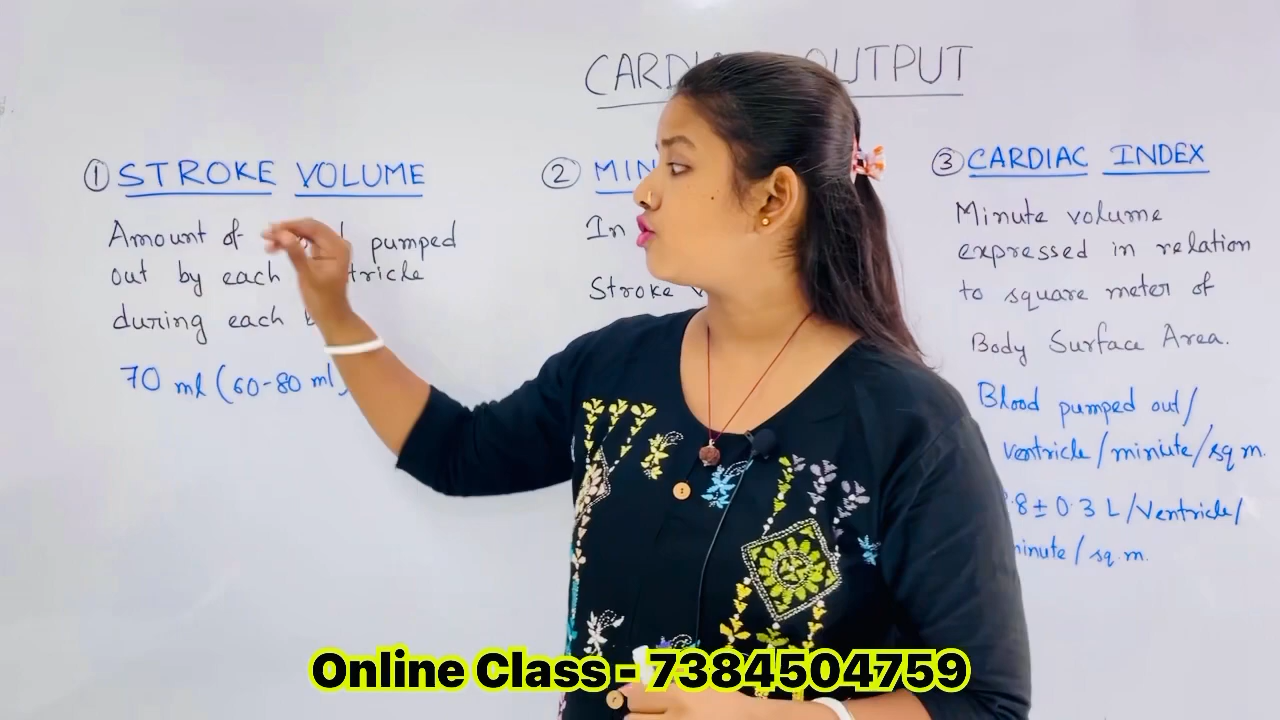 CARDI OUTPUT
① STROKE VOLUME
Amount of pumped
out by each tricle
during each
70 ml (60-80 ml)
② MIN
In
Stroke
③ CARDIAC INDEX
Minute volume
expressed in relation
to square meter of
Body Surface Area.
Blood pumped out/
ventricle/miniute/sq m.
.8 ± 0.3 L/Ventricle/
minute/sq.m.
Online Class - 7384504759